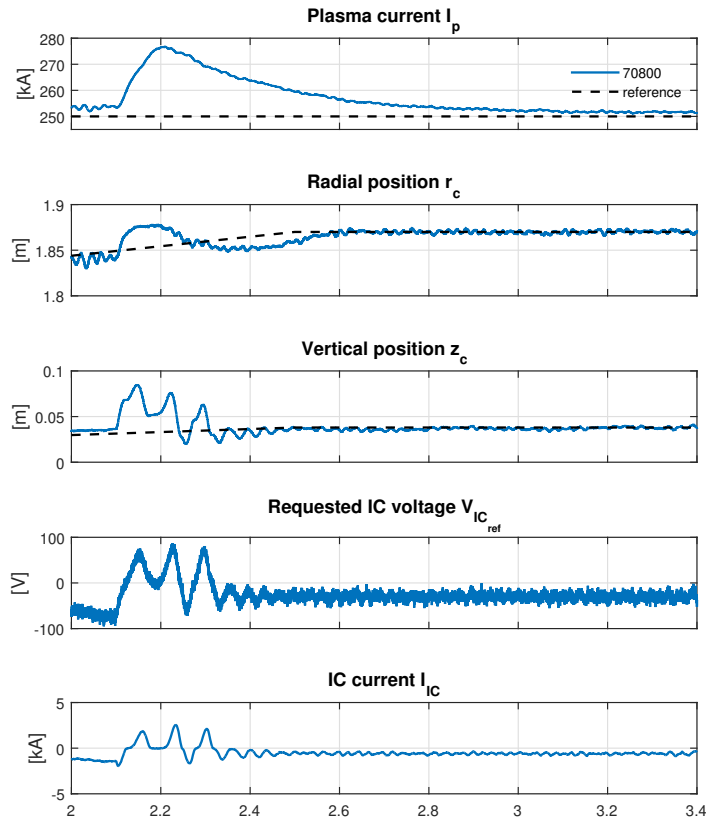 Plasma current I_p
280
270
260
250
[kA]
70800
reference
Radial position r_c
1.9
1.85
1.8
[m]
Vertical position z_c
0.1
0.05
0
[m]
Requested IC voltage V_IC_ref
100
0
-100
[V]
IC current I_IC
5
0
-5
[kA]
2 2.2 2.4 2.6 2.8 3 3.2 3.4